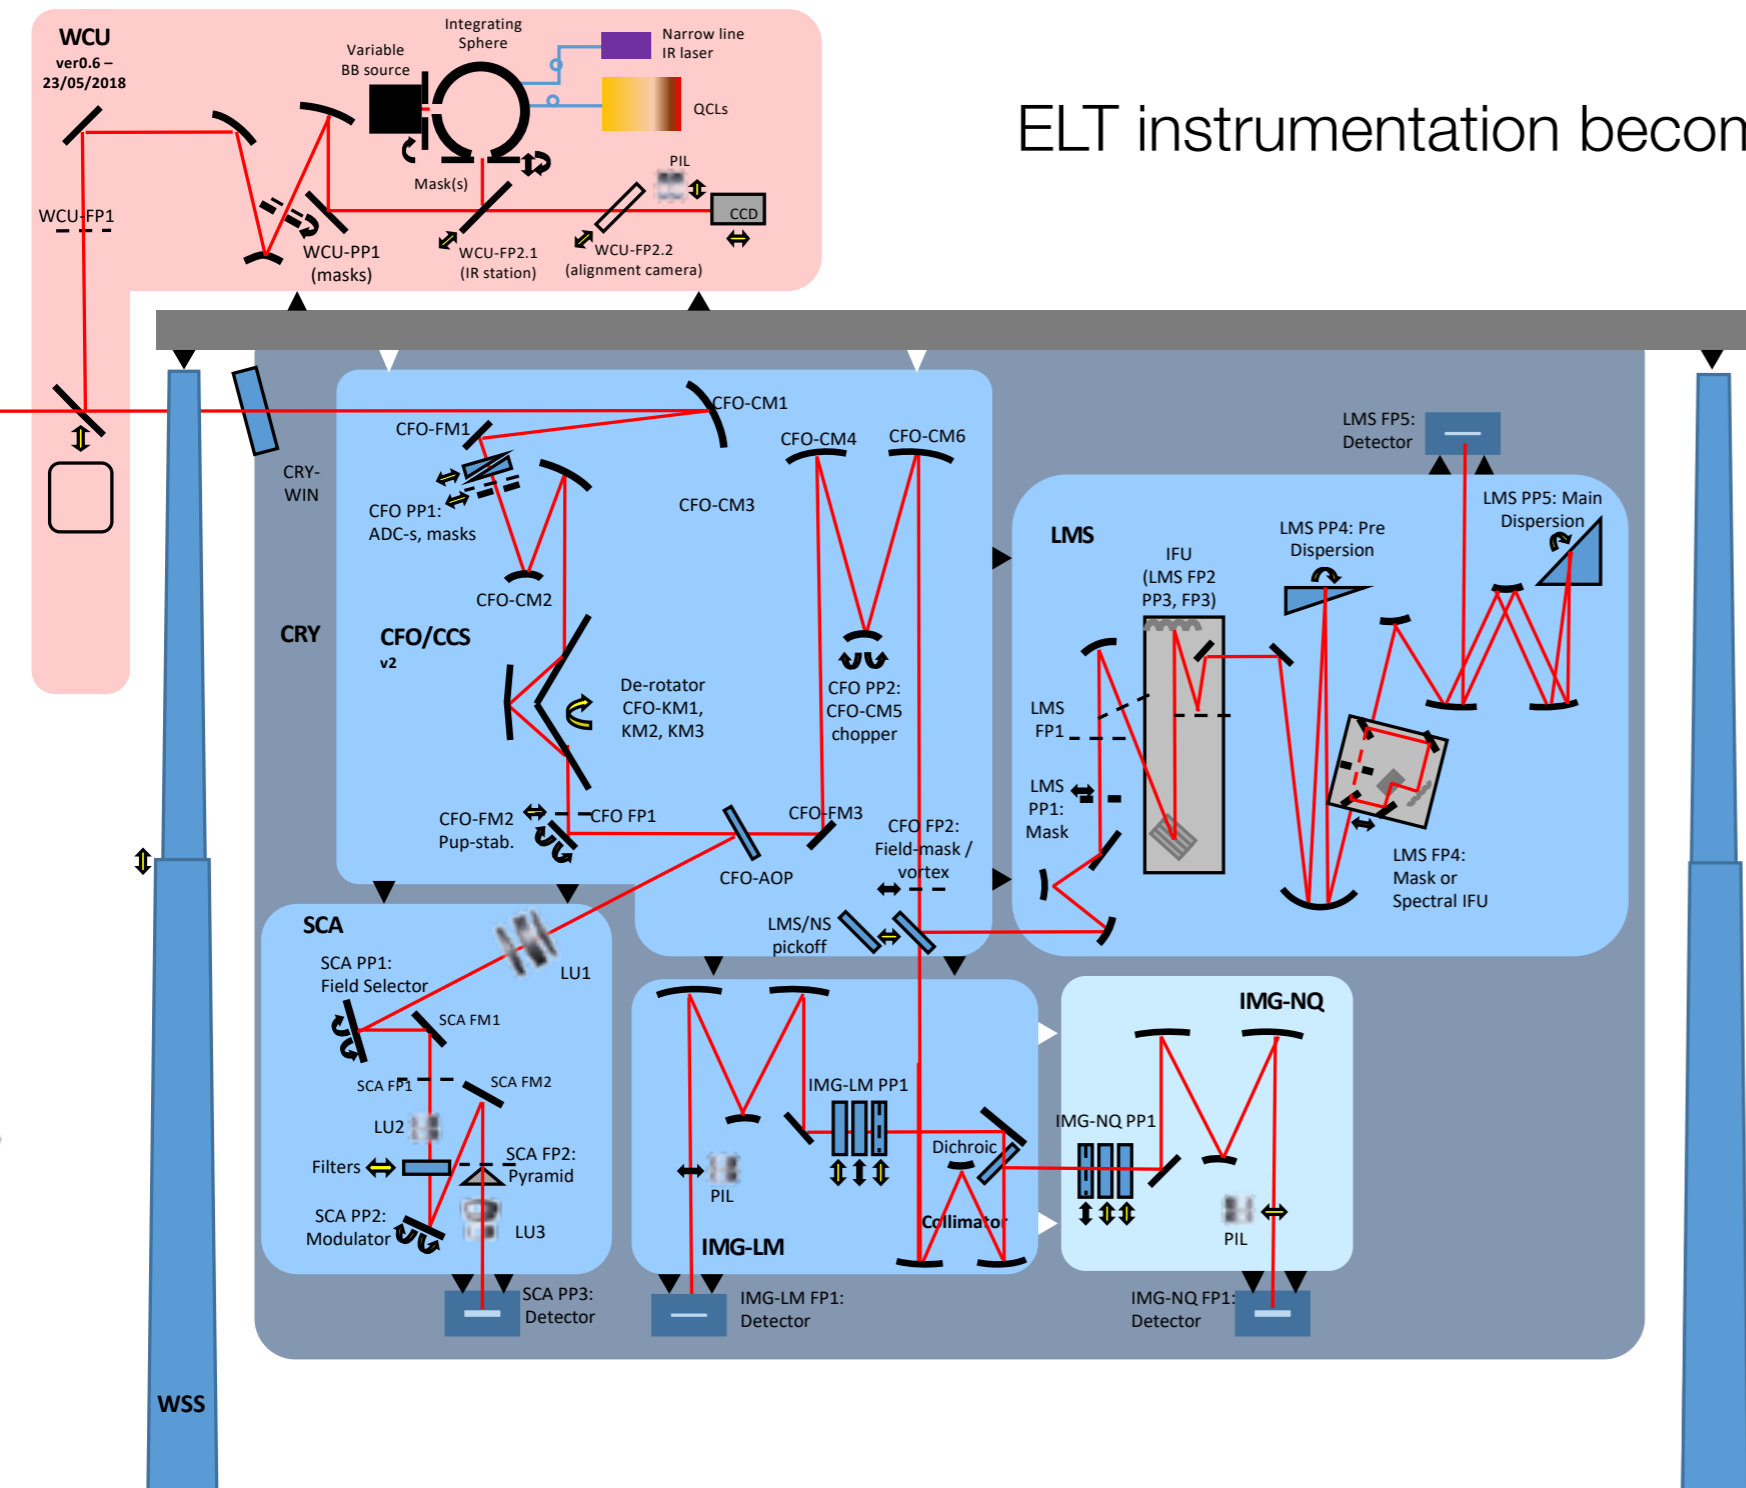 WCU
ver0.6 –
23/05/2018
Variable
BB source
Integrating
Sphere
Narrow line
IR laser
QCLs
ELT instrumentation becom
Mask(s)
PIL
CCD
WCU-FP1
WCU-PP1
(masks)
WCU-FP2.1
(IR station)
WCU-FP2.2
(alignment camera)
CRY-
WIN
CRY
CFO-FM1
CFO-CM1
CFO-CM4
CFO-CM6
CFO PP1:
ADC-s, masks
CFO-CM3
CFO-CM2
CFO/CCS
v2
De-rotator
CFO-KM1,
KM2, KM3
CFO PP2:
CFO-CM5
chopper
CFO-FM2
Pup-stab.
CFO FP1
CFO-FM3
CFO-AOP
CFO FP2:
Field-mask /
vortex
LMS/NS
pickoff
LMS FP5:
Detector
LMS
IFU
(LMS FP2
PP3, FP3)
LMS PP4: Pre
Dispersion
LMS PP5: Main
Dispersion
LMS
FP1
LMS
PP1:
Mask
LMS FP4:
Mask or
Spectral IFU
SCA
LU1
SCA PP1:
Field Selector
SCA FM1
SCA FP1
SCA FM2
LU2
Filters
SCA FP2:
Pyramid
SCA PP2:
Modulator
LU3
SCA PP3:
Detector
IMG-LM PP1
PIL
Dichroic
Collimator
IMG-LM
IMG-LM FP1:
Detector
IMG-NQ
IMG-NQ PP1
PIL
IMG-NQ FP1:
Detector
WSS